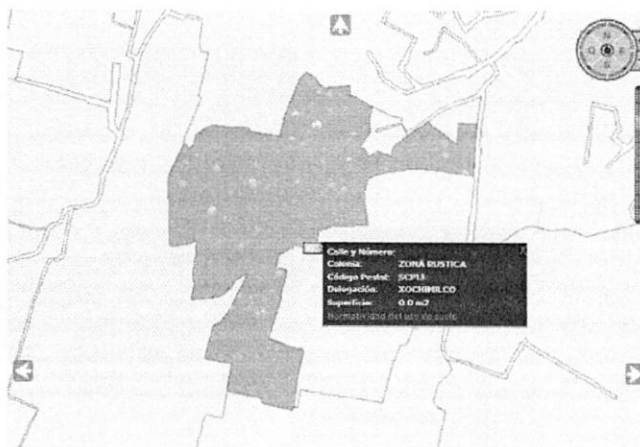 N
O E
S
Calle y Número:
Colonia: ZONA RUSTICA
Código Postal:
Delegación: XOCHIMILCO
Superficie: 0.0 m2
Normatividad del uso de suelo